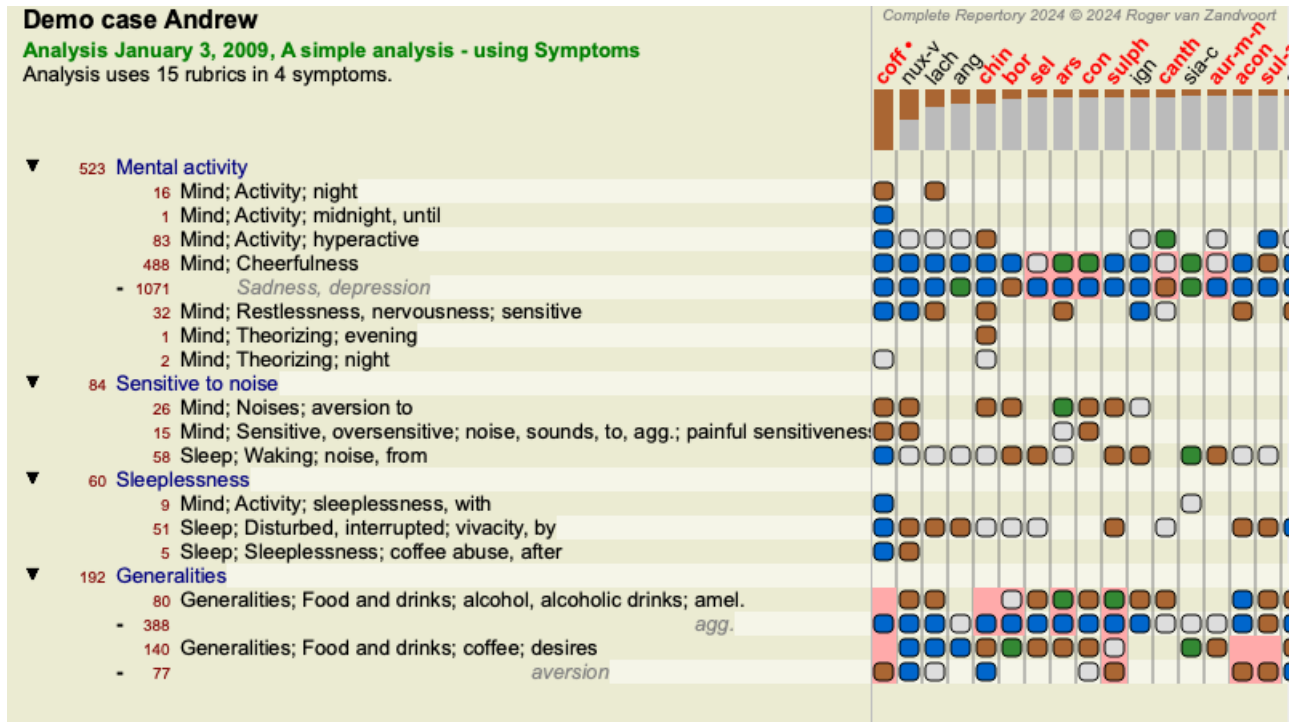 Demo case Andrew
Complete Repertory 2024 © 2024 Roger van Zandvoort
Analysis January 3, 2009, A simple analysis - using Symptoms
Analysis uses 15 rubrics in 4 symptoms.
coff • nux-v lach ang chin bor sel ars con sulph ign canth sia-c aur-m-n acon
▼ 523 Mental activity
16 Mind; Activity; night
1 Mind; Activity; midnight, until
83 Mind; Activity; hyperactive
488 Mind; Cheerfulness
- 1071 Sadness, depression
32 Mind; Restlessness, nervousness; sensitive
1 Mind; Theorizing; evening
2 Mind; Theorizing; night
▼ 84 Sensitive to noise
26 Mind; Noises; aversion to
15 Mind; Sensitive, oversensitive; noise, sounds, to, agg.; painful sensitiveness
58 Sleep; Waking; noise, from
▼ 60 Sleeplessness
9 Mind; Activity; sleeplessness, with
51 Sleep; Disturbed, interrupted; vivacity, by
5 Sleep; Sleeplessness; coffee abuse, after
▼ 192 Generalities
80 Generalities; Food and drinks; alcohol, alcoholic drinks; amel.
- 388 agg.
140 Generalities; Food and drinks; coffee; desires
- 77 aversion